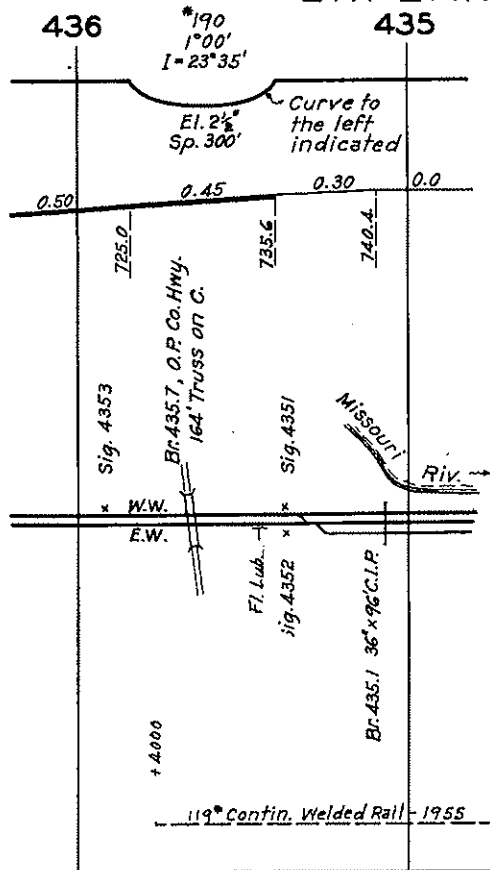 436
#190
435
1°00'
I = 23°35'
Curve to
the left
indicated
El. 2½"
Sp. 300'
0.50
0.45
0.30
0.0
725.0
735.6
740.4
Br. 435.7, O.P. Co. Hwy.
164' Truss on C.
Sig. 4353
Sig. 4351
Missouri
Riv.
W.W.
E.W.
Fl. Lub.
Sig. 4352
Br. 435.1 36" x 96' C.I.P.
+4000
119# Contin. Welded Rail - 1955